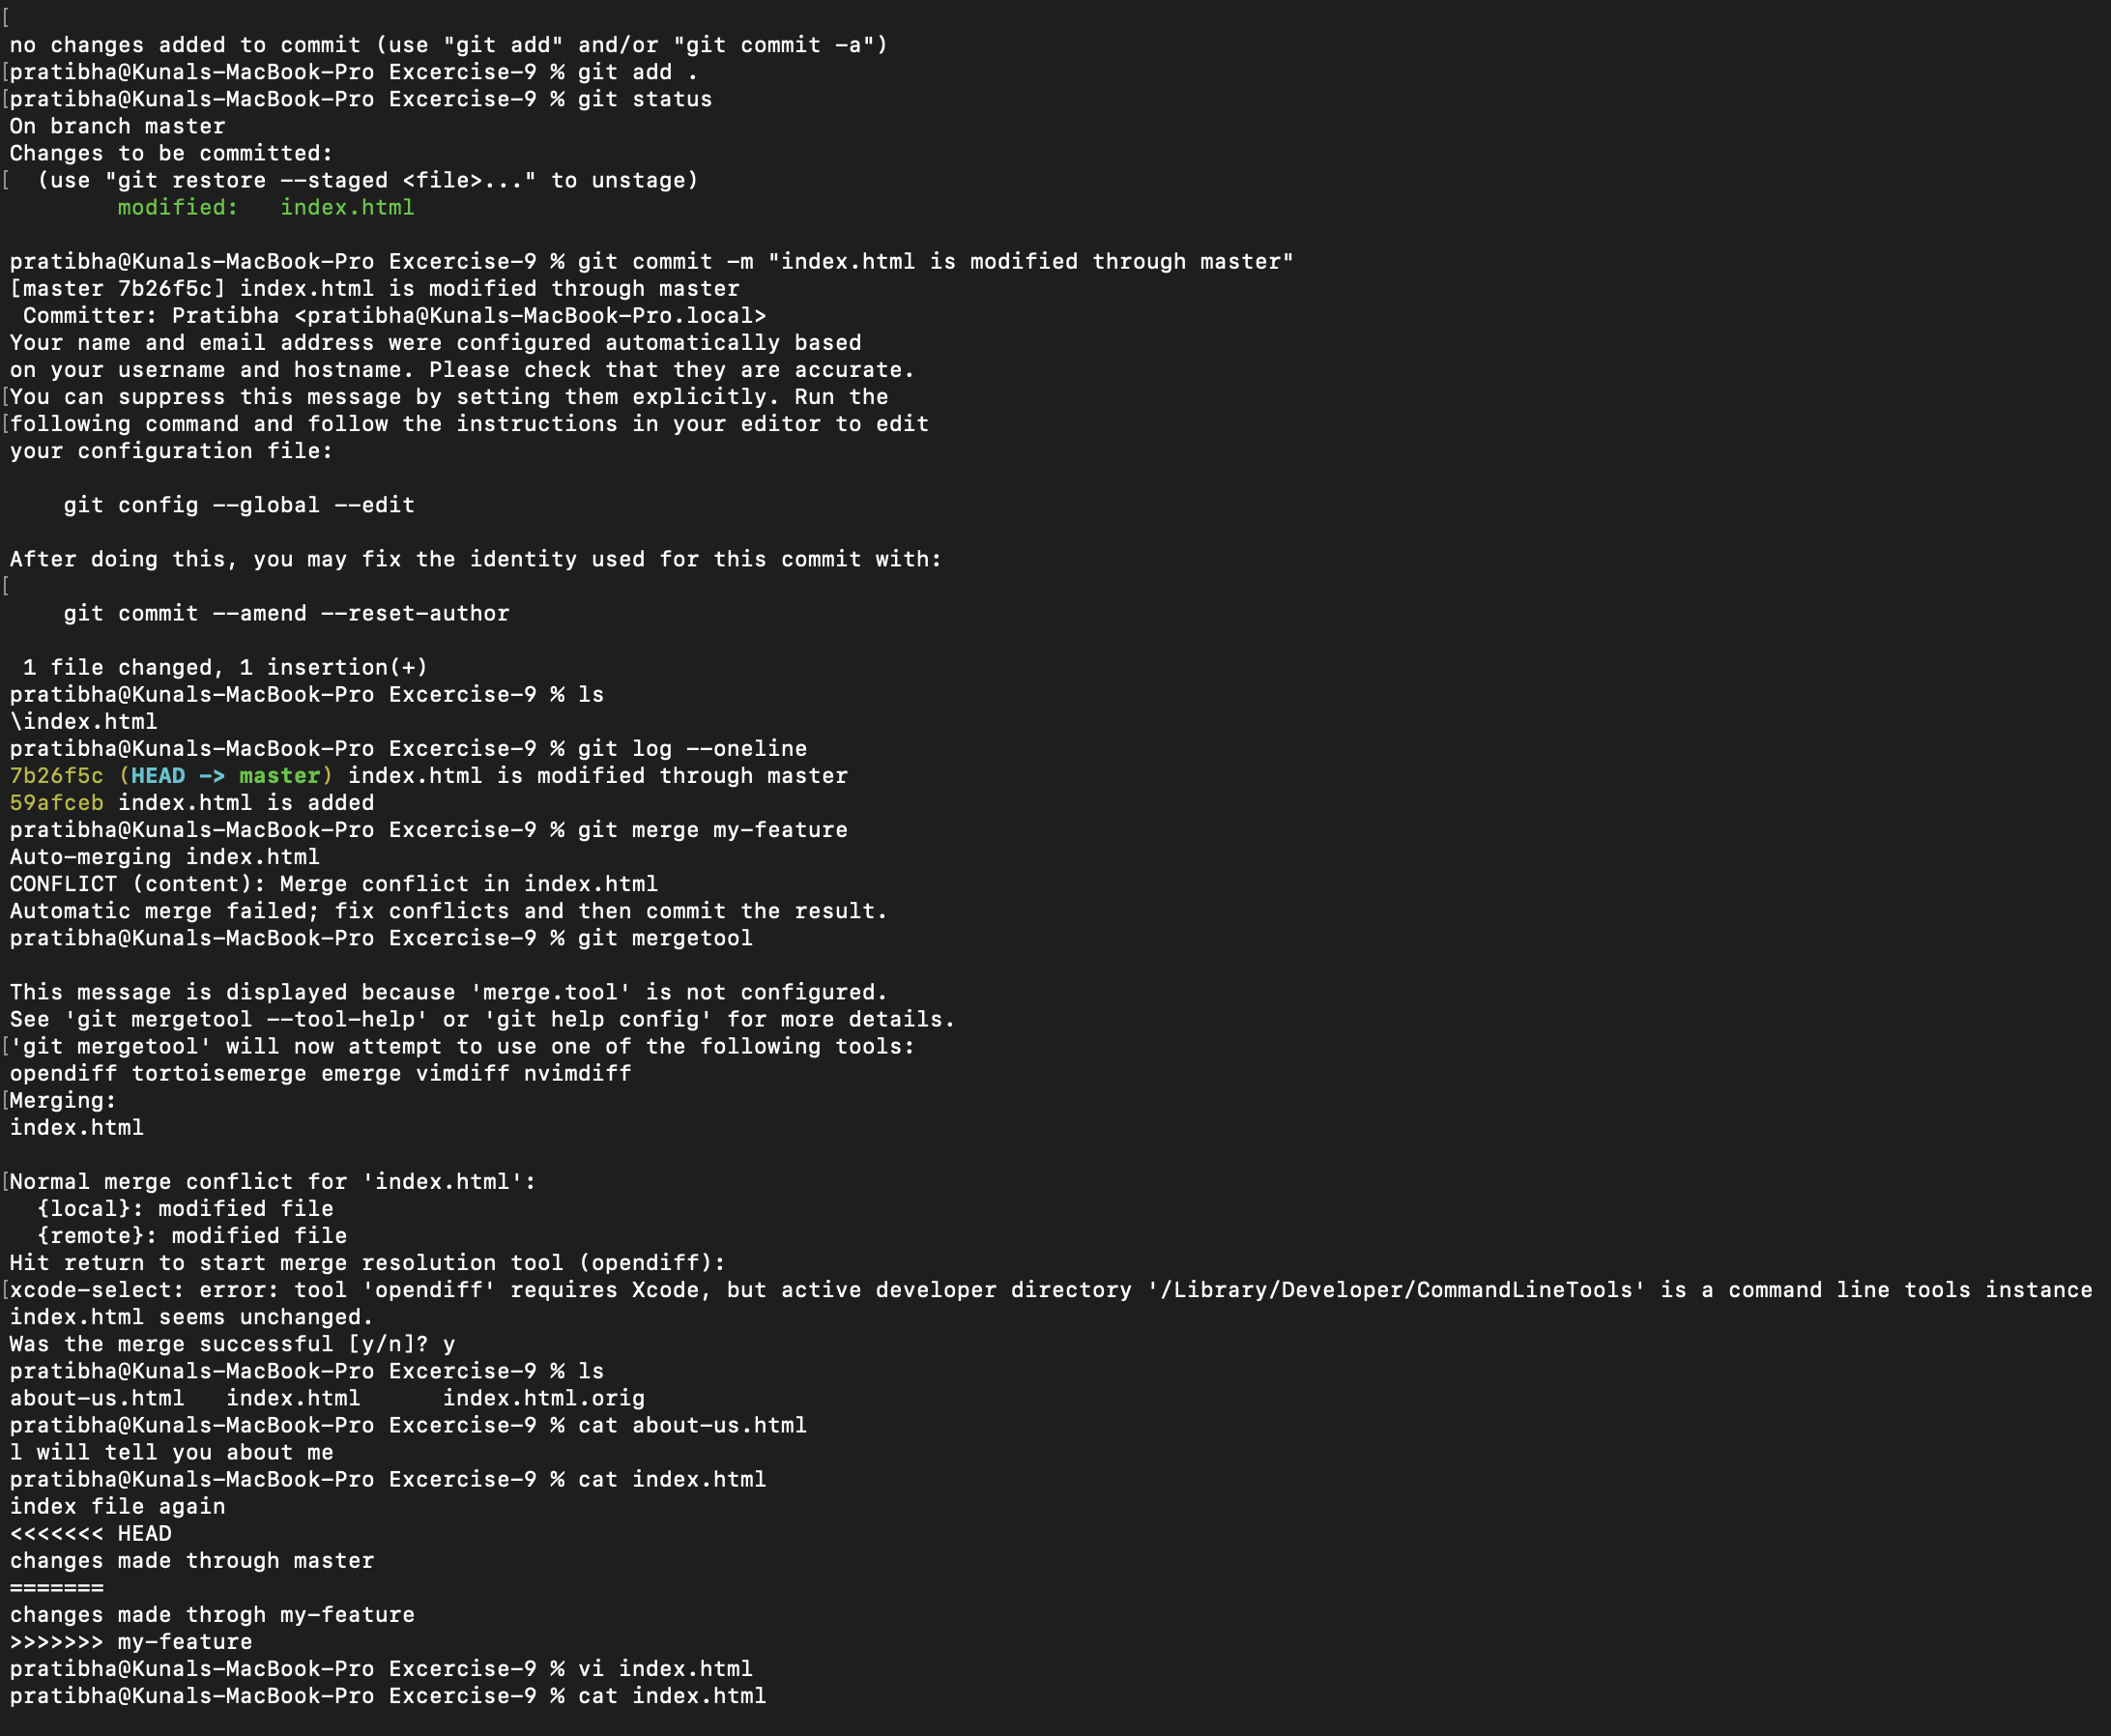 [
no changes added to commit (use "git add" and/or "git commit -a")
[pratibha@Kunals-MacBook-Pro Excercise-9 % git add .
[pratibha@Kunals-MacBook-Pro Excercise-9 % git status
On branch master
Changes to be committed:
[  (use "git restore --staged <file>..." to unstage)
        modified:   index.html

pratibha@Kunals-MacBook-Pro Excercise-9 % git commit -m "index.html is modified through master"
[master 7b26f5c] index.html is modified through master
 Committer: Pratibha <pratibha@Kunals-MacBook-Pro.local>
Your name and email address were configured automatically based
on your username and hostname. Please check that they are accurate.
[You can suppress this message by setting them explicitly. Run the
[following command and follow the instructions in your editor to edit
your configuration file:

    git config --global --edit

After doing this, you may fix the identity used for this commit with:
[
    git commit --amend --reset-author

 1 file changed, 1 insertion(+)
pratibha@Kunals-MacBook-Pro Excercise-9 % ls
\index.html
pratibha@Kunals-MacBook-Pro Excercise-9 % git log --oneline
7b26f5c (HEAD -> master) index.html is modified through master
59afceb index.html is added
pratibha@Kunals-MacBook-Pro Excercise-9 % git merge my-feature
Auto-merging index.html
CONFLICT (content): Merge conflict in index.html
Automatic merge failed; fix conflicts and then commit the result.
pratibha@Kunals-MacBook-Pro Excercise-9 % git mergetool

This message is displayed because 'merge.tool' is not configured.
See 'git mergetool --tool-help' or 'git help config' for more details.
['git mergetool' will now attempt to use one of the following tools:
opendiff tortoisemerge emerge vimdiff nvimdiff
[Merging:
index.html

[Normal merge conflict for 'index.html':
  {local}: modified file
  {remote}: modified file
Hit return to start merge resolution tool (opendiff):
[xcode-select: error: tool 'opendiff' requires Xcode, but active developer directory '/Library/Developer/CommandLineTools' is a command line tools instance
index.html seems unchanged.
Was the merge successful [y/n]? y
pratibha@Kunals-MacBook-Pro Excercise-9 % ls
about-us.html   index.html      index.html.orig
pratibha@Kunals-MacBook-Pro Excercise-9 % cat about-us.html
l will tell you about me
pratibha@Kunals-MacBook-Pro Excercise-9 % cat index.html
index file again
<<<<<<< HEAD
changes made through master
=======
changes made throgh my-feature
>>>>>>> my-feature
pratibha@Kunals-MacBook-Pro Excercise-9 % vi index.html
pratibha@Kunals-MacBook-Pro Excercise-9 % cat index.html